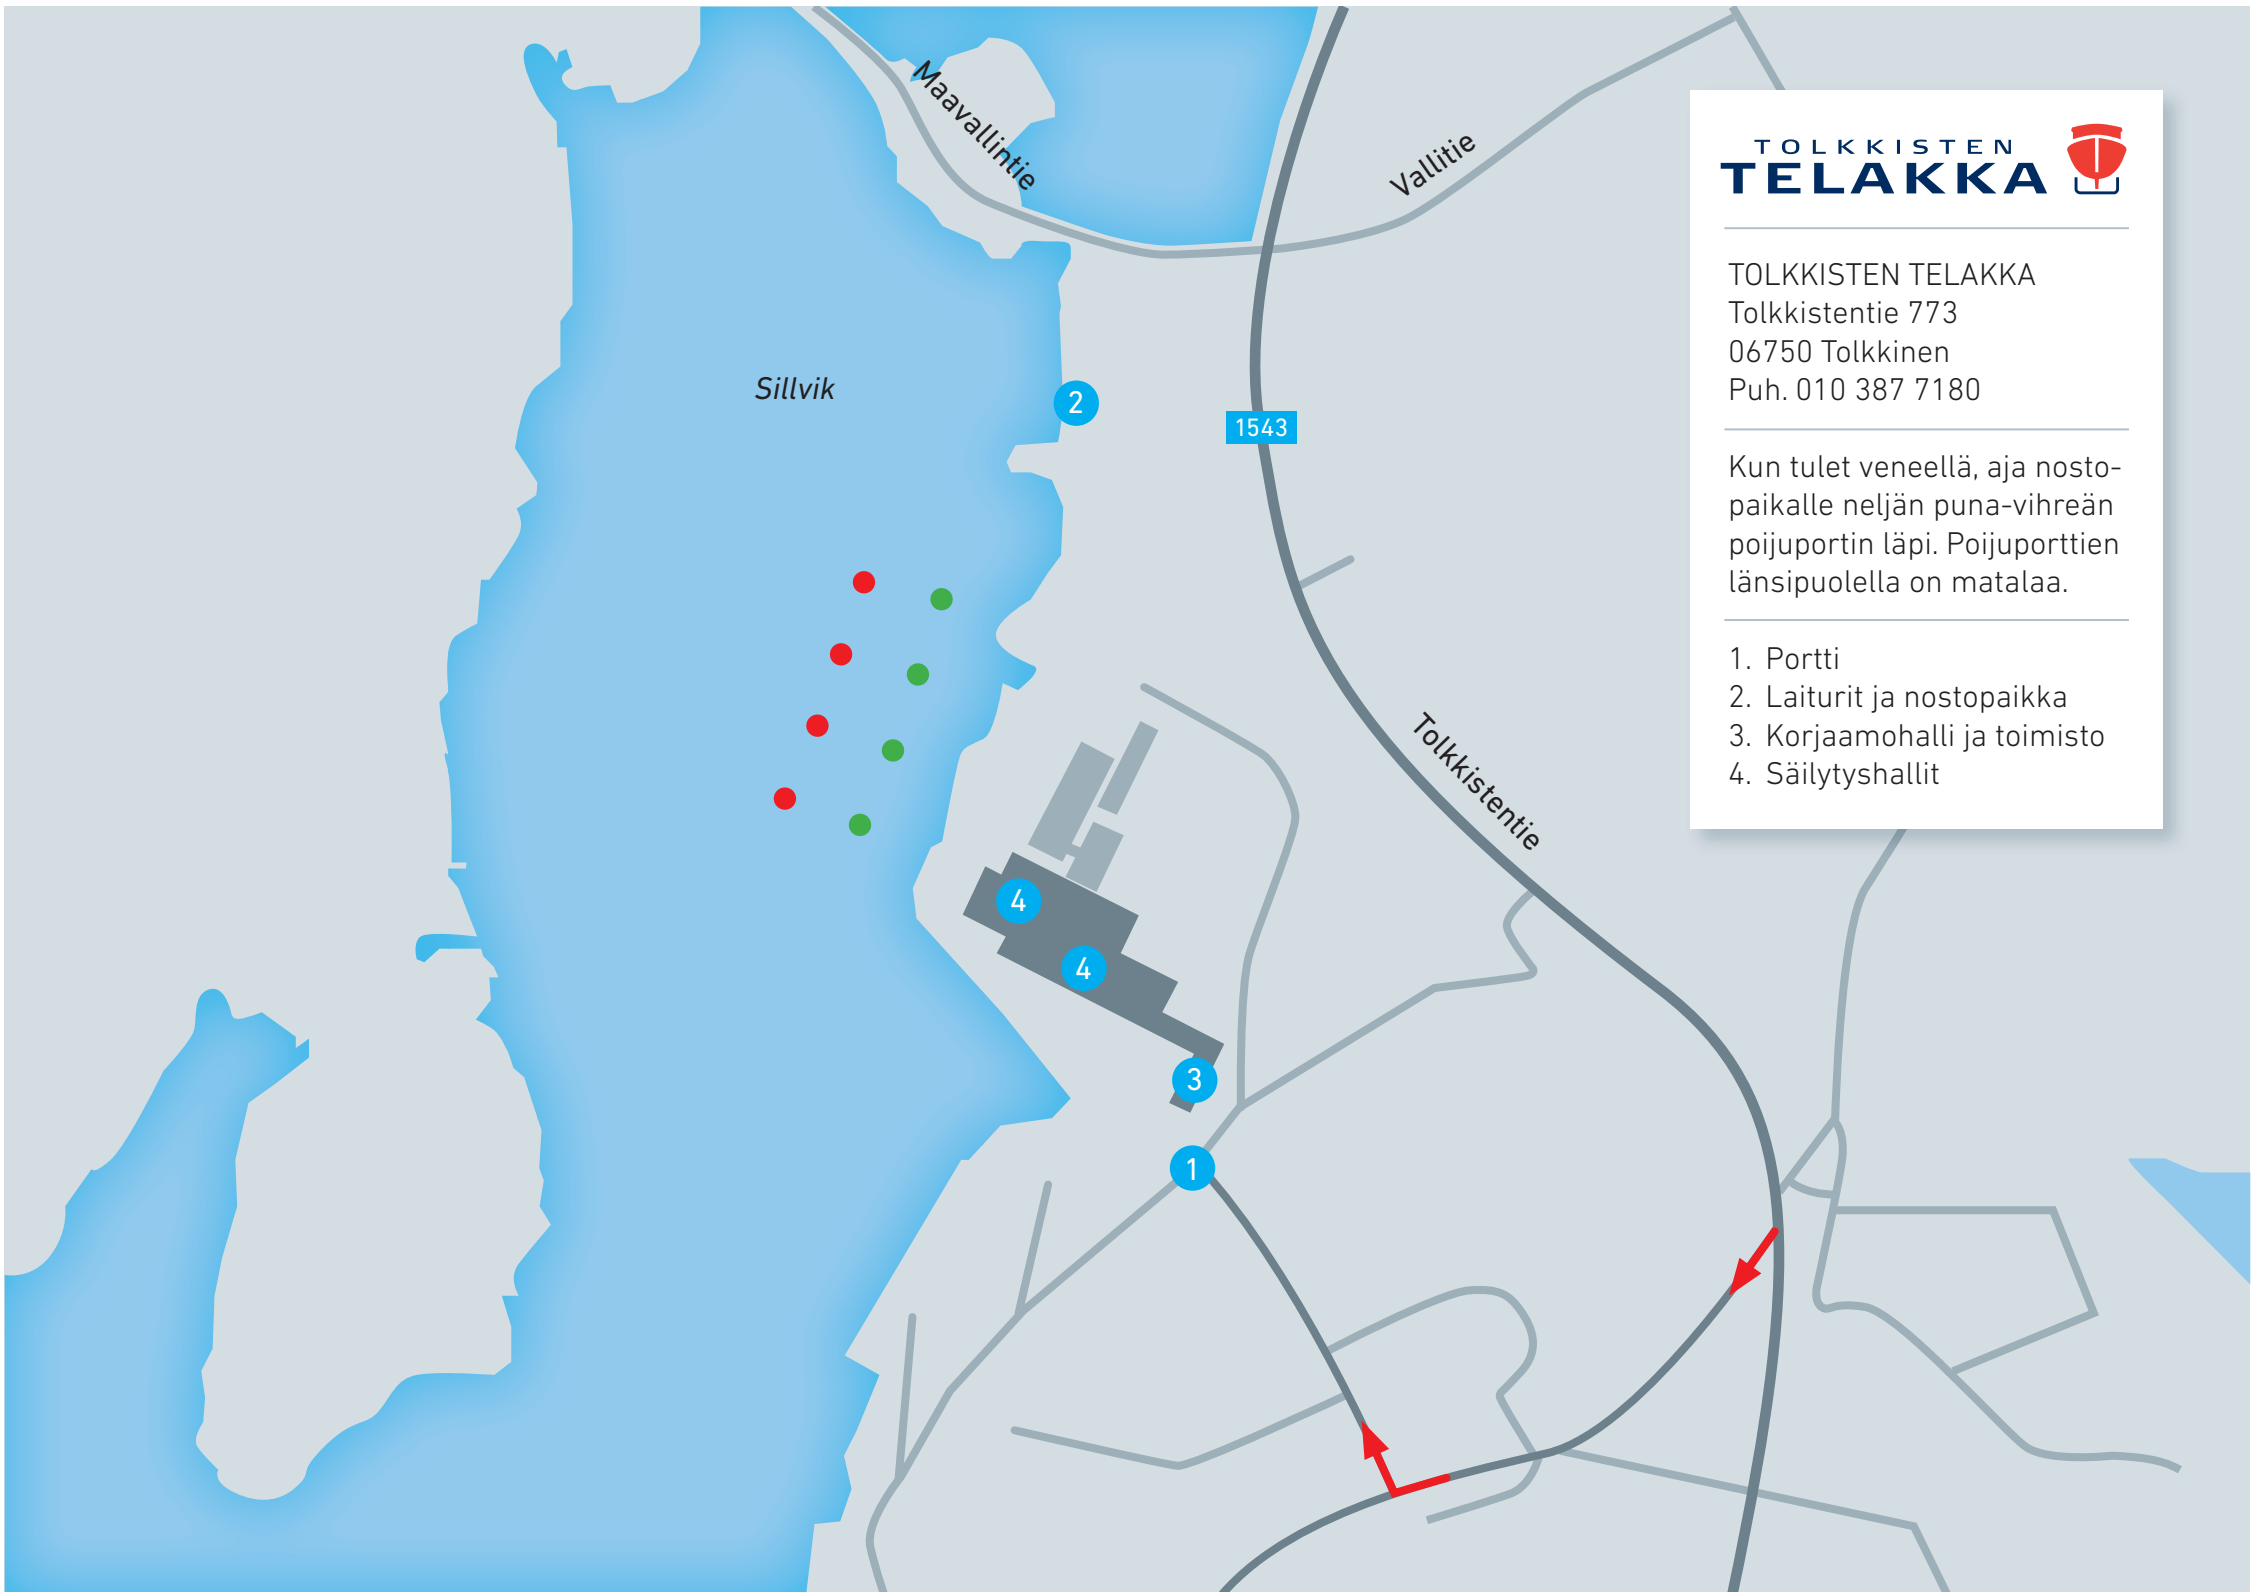 Maavallintie
Vallitie
Sillvik
2
1543
Tolkkistentie
4
4
3
1
TOLKKISTEN
TELAKKA
TOLKKISTEN TELAKKA
Tolkkistentie 773
06750 Tolkkinen
Puh. 010 387 7180
Kun tulet veneellä, aja nosto-
paikalle neljän puna-vihreän
poijuportin läpi. Poijuporttien
länsipuolella on matalaa.
1. Portti
2. Laiturit ja nostopaikka
3. Korjaamohalli ja toimisto
4. Säilytyshallit